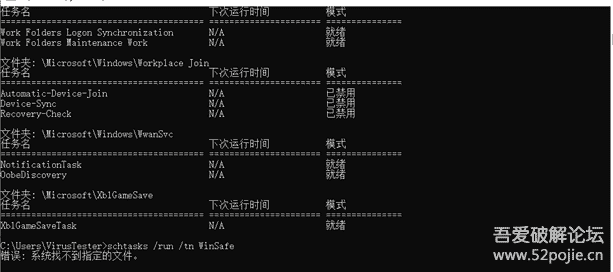 任务名 下次运行时间 模式
======================================== ====================== ===============
Work Folders Logon Synchronization N/A 就绪
Work Folders Maintenance Work N/A 就绪
文件夹: \Microsoft\Windows\Workplace Join
任务名 下次运行时间 模式
======================================== ====================== ===============
Automatic-Device-Join N/A 已禁用
Device-Sync N/A 已禁用
Recovery-Check N/A 已禁用
文件夹: \Microsoft\Windows\WwanSvc
任务名 下次运行时间 模式
======================================== ====================== ===============
NotificationTask N/A 就绪
OobeDiscovery N/A 就绪
文件夹: \Microsoft\XblGameSave
任务名 下次运行时间 模式
======================================== ====================== ===============
XblGameSaveTask N/A 就绪
C:\Users\VirusTester>schtasks /run /tn WinSafe
错误: 系统找不到指定的文件。
吾爱破解论坛
www.52pojie.cn